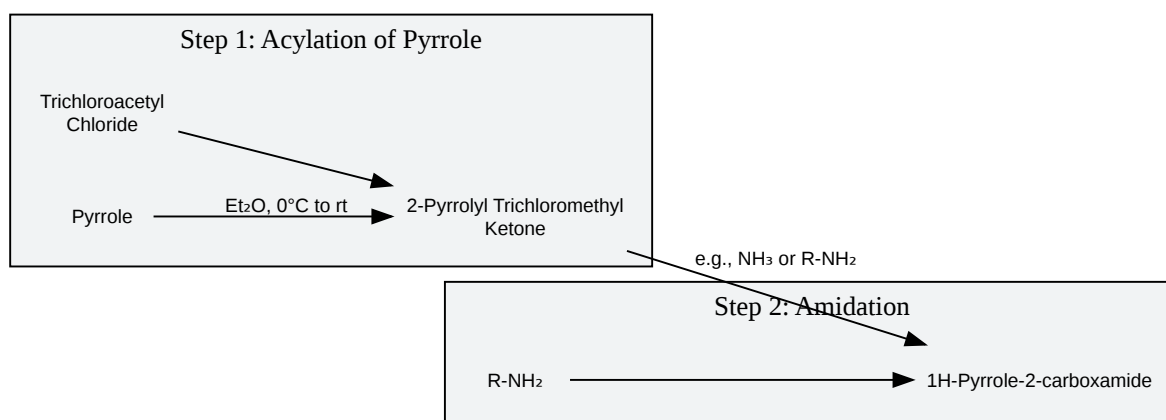 Step 1: Acylation of Pyrrole
Trichloroacetyl
Chloride
Pyrrole
Et₂O, 0°C to rt
2-Pyrrolyl Trichloromethyl
Ketone
e.g., NH₃ or R-NH₂
Step 2: Amidation
R-NH₂
1H-Pyrrole-2-carboxamide